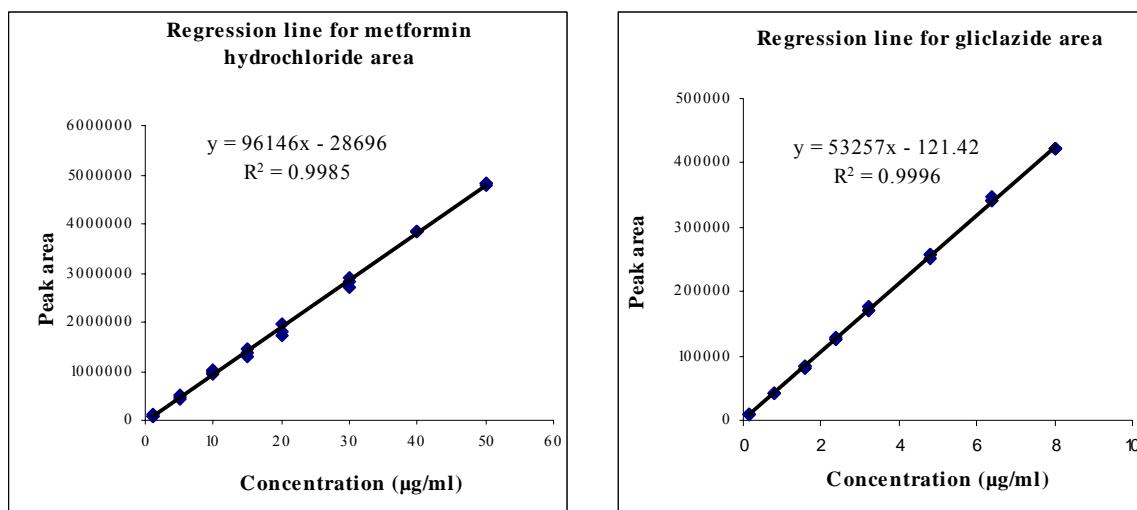 Regression line for metformin
hydrochloride area
y = 96146x - 28696
R² = 0.9985
6000000
5000000
4000000
3000000
2000000
1000000
0
0 10 20 30 40 50 60
Peak area
Concentration (µg/ml)
Regression line for gliclazide area
y = 53257x - 121.42
R² = 0.9996
500000
400000
300000
200000
100000
0
0 2 4 6 8 10
Peak area
Concentration (µg/ml)